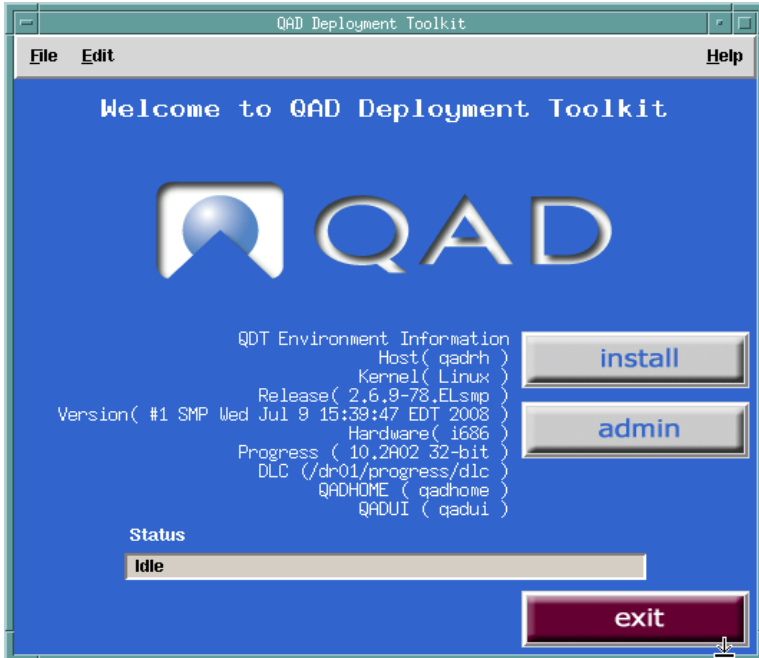 QAD Deployment Toolkit
File Edit Help
Welcome to QAD Deployment Toolkit
QAD
QDT Environment Information
Host( qadrh )
Kernel( Linux )
Release( 2.6.9-78.ELsmp )
Version( #1 SMP Wed Jul 9 15:39:47 EDT 2008 )
Hardware( i686 )
Progress ( 10.2A02 32-bit )
DLC (/dr01/progress/dlc )
QADHOME ( qadhome )
QADUI ( qadui )
install
admin
Status
Idle
exit